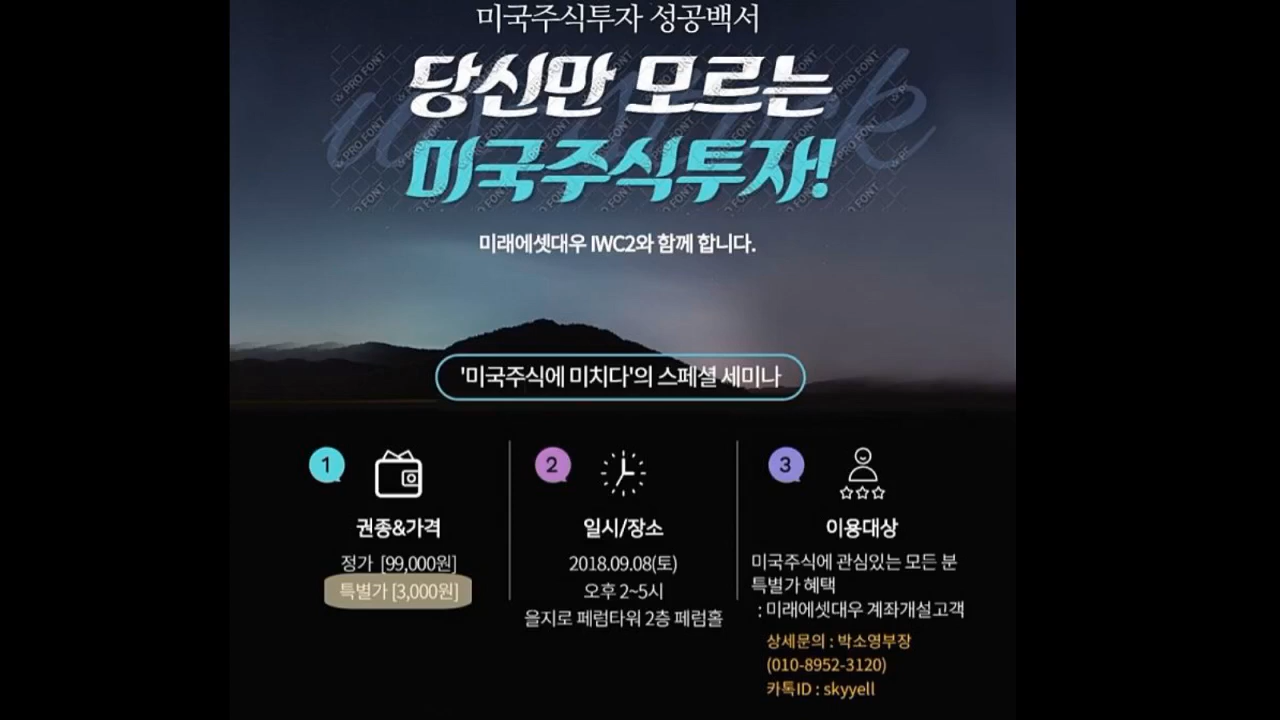 미국주식투자 성공백서
당신만 모르는
미국주식투자!
미래에셋대우 IWC2와 함께 합니다.
'미국주식에 미치다'의 스페셜 세미나
1
권종&가격
정가 [99,000원]
특별가 [3,000원]
2
일시/장소
2018.09.08(토)
오후 2~5시
을지로 페럼타워 2층 페럼홀
3
이용대상
미국주식에 관심있는 모든 분
특별가 혜택
: 미래에셋대우 계좌개설고객
상세문의 : 박소영부장
(010-8952-3120)
카톡ID : skyyell